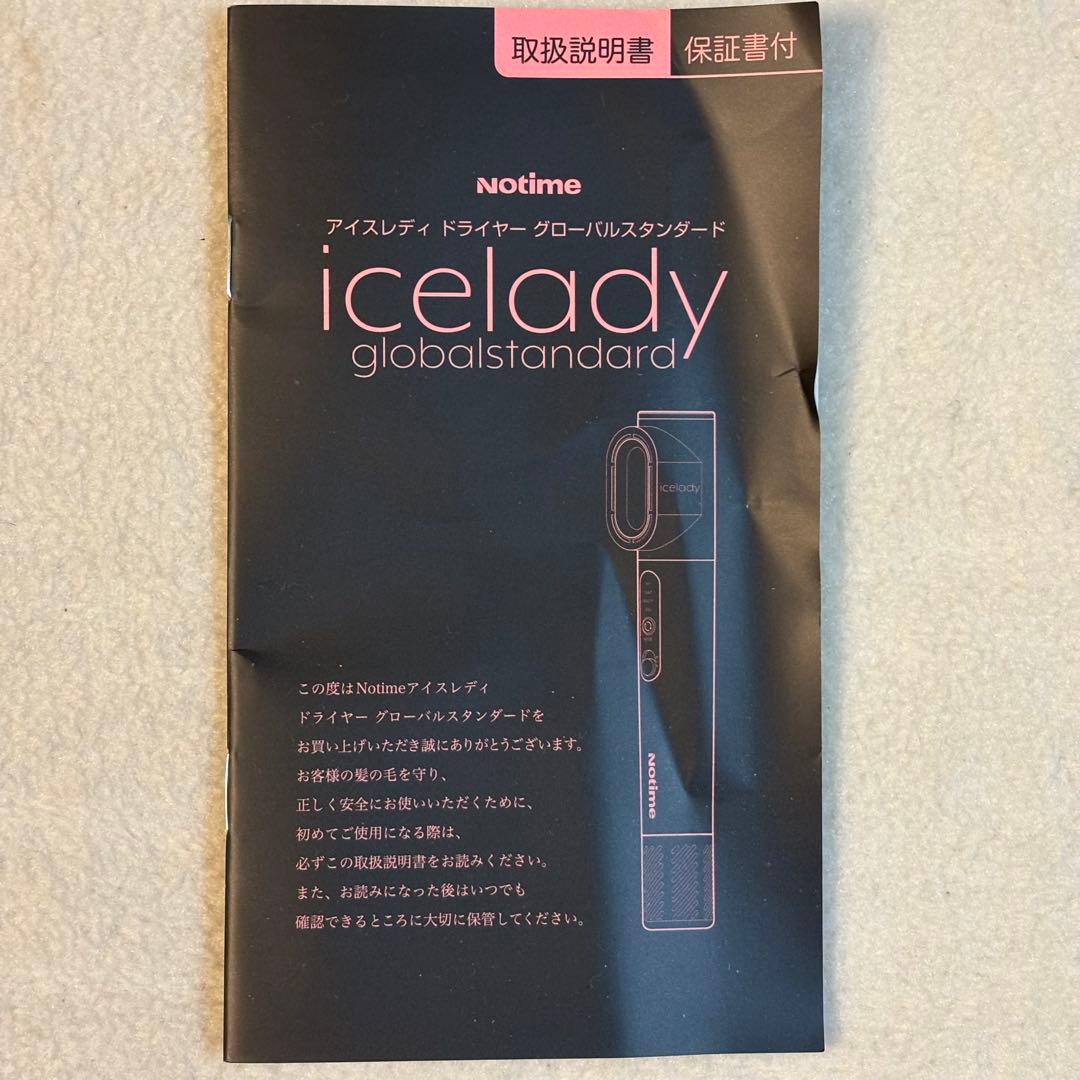 取扱説明書 保証書付
Notime
アイスレディ ドライヤー グローバルスタンダード
icelady
globalstandard
icelady
Notime
この度はNotimeアイスレディ
ドライヤー グローバルスタンダードを
お買い上げいただき誠にありがとうございます。
お客様の髪の毛を守り、
正しく安全にお使いいただくために、
初めてご使用になる際は、
必ずこの取扱説明書をお読みください。
また、お読みになった後はいつでも
確認できるところに大切に保管してください。